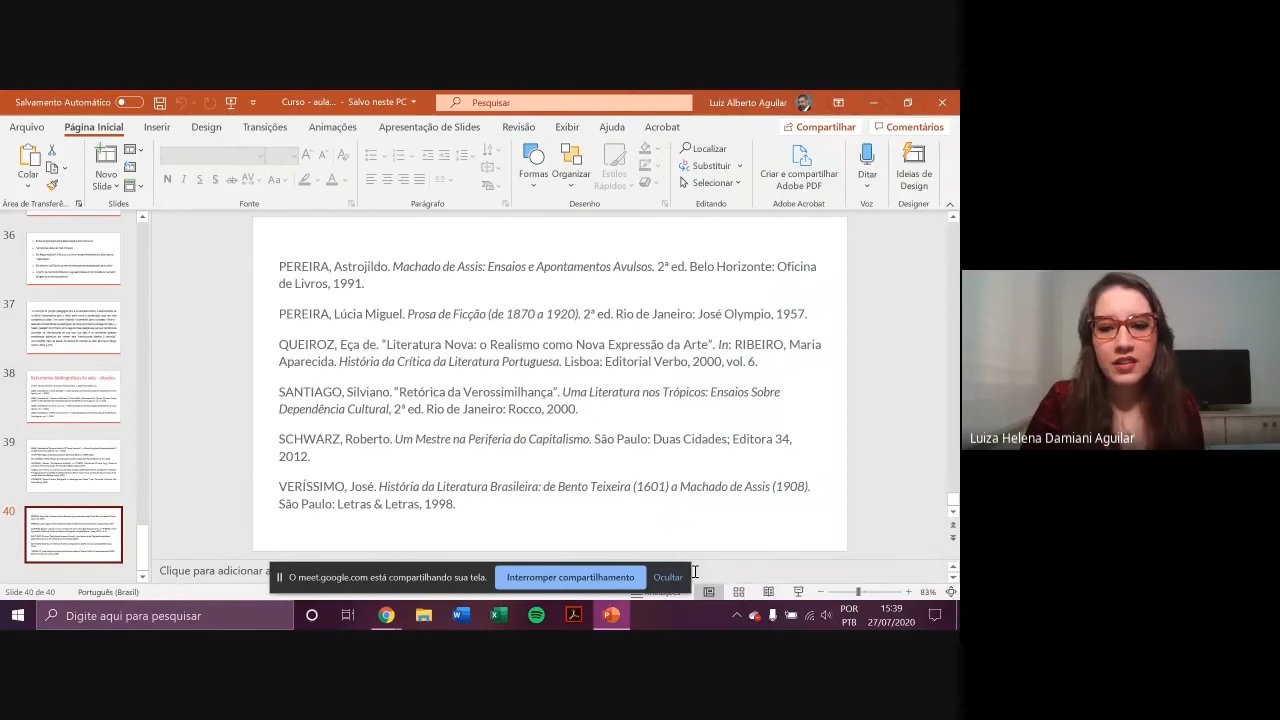 Salvamento Automático
Curso - aula... - Salvo neste PC
Pesquisar
Luiz Alberto Aguilar
Arquivo Página Inicial Inserir Design Transições Animações Apresentação de Slides Revisão Exibir Ajuda Acrobat Compartilhar Comentários
Colar
Novo Slide
Formas Organizar Estilos Rápidos
Localizar
Substituir
Selecionar
Criar e compartilhar Adobe PDF
Ditar
Ideias de Design
Área de Transferê... Slides Fonte Parágrafo Desenho Editando Adobe Acrobat Voz Designer
36
37
38
39
40
PEREIRA, Astrojildo. Machado de Assis: Ensaios e Apontamentos Avulsos. 2ª ed. Belo Horizonte: Oficina
de Livros, 1991.
PEREIRA, Lucia Miguel. Prosa de Ficção (de 1870 a 1920). 2ª ed. Rio de Janeiro: José Olympio, 1957.
QUEIROZ, Eça de. “Literatura Nova: o Realismo como Nova Expressão da Arte”. In: RIBEIRO, Maria
Aparecida. História da Crítica da Literatura Portuguesa. Lisboa: Editorial Verbo, 2000, vol. 6.
SANTIAGO, Silviano. “Retórica da Verossimilhança”. Uma Literatura nos Trópicos: Ensaios Sobre
Dependência Cultural, 2ª ed. Rio de Janeiro: Rocco, 2000.
SCHWARZ, Roberto. Um Mestre na Periferia do Capitalismo. São Paulo: Duas Cidades; Editora 34,
2012.
VERÍSSIMO, José. História da Literatura Brasileira: de Bento Teixeira (1601) a Machado de Assis (1908).
São Paulo: Letras & Letras, 1998.
Luiza Helena Damiani Aguilar
Clique para adicionar a
O meet.google.com está compartilhando sua tela. Interromper compartilhamento Ocultar
Slide 40 de 40 Português (Brasil)
83%
Digite aqui para pesquisar
POR
PTB
15:39
27/07/2020